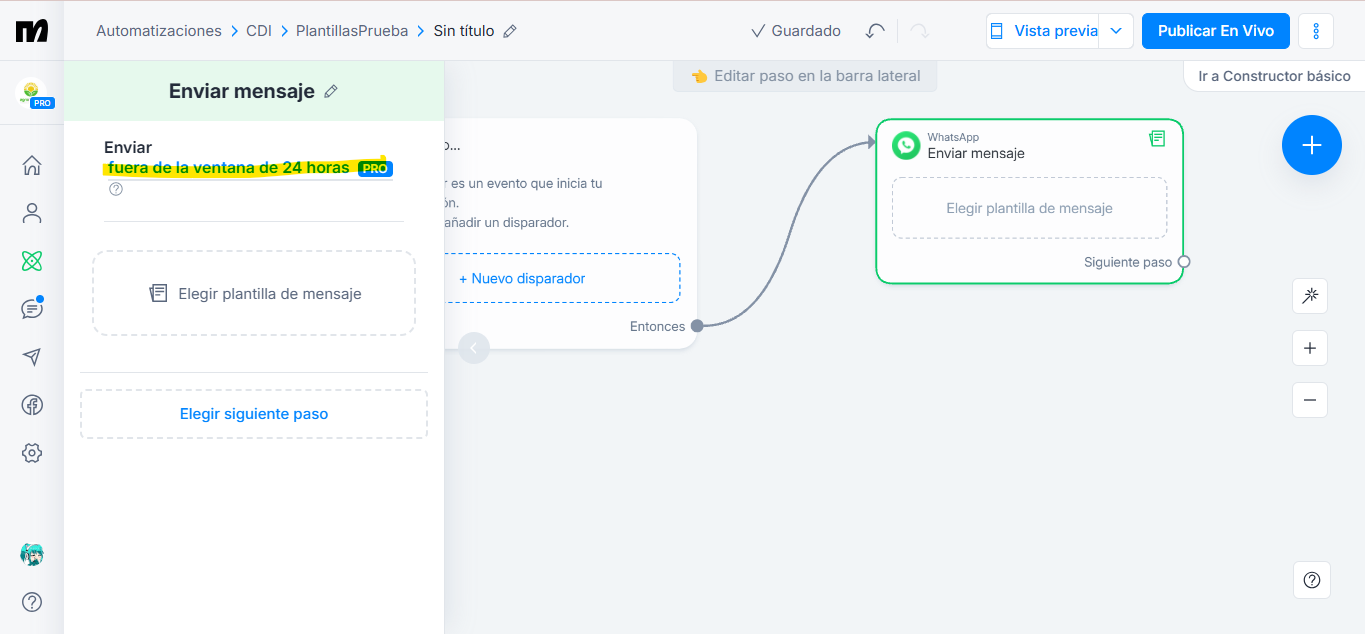 Automatizaciones > CDI > PlantillasPrueba > Sin título
Guardado
Vista previa
Publicar En Vivo
Editar paso en la barra lateral
Ir a Constructor básico
PRO
Enviar mensaje
Enviar
fuera de la ventana de 24 horas PRO
Elegir plantilla de mensaje
Elegir siguiente paso
o...
r es un evento que inicia tu
ón.
añadir un disparador.
+ Nuevo disparador
Entonces
WhatsApp
Enviar mensaje
Elegir plantilla de mensaje
Siguiente paso